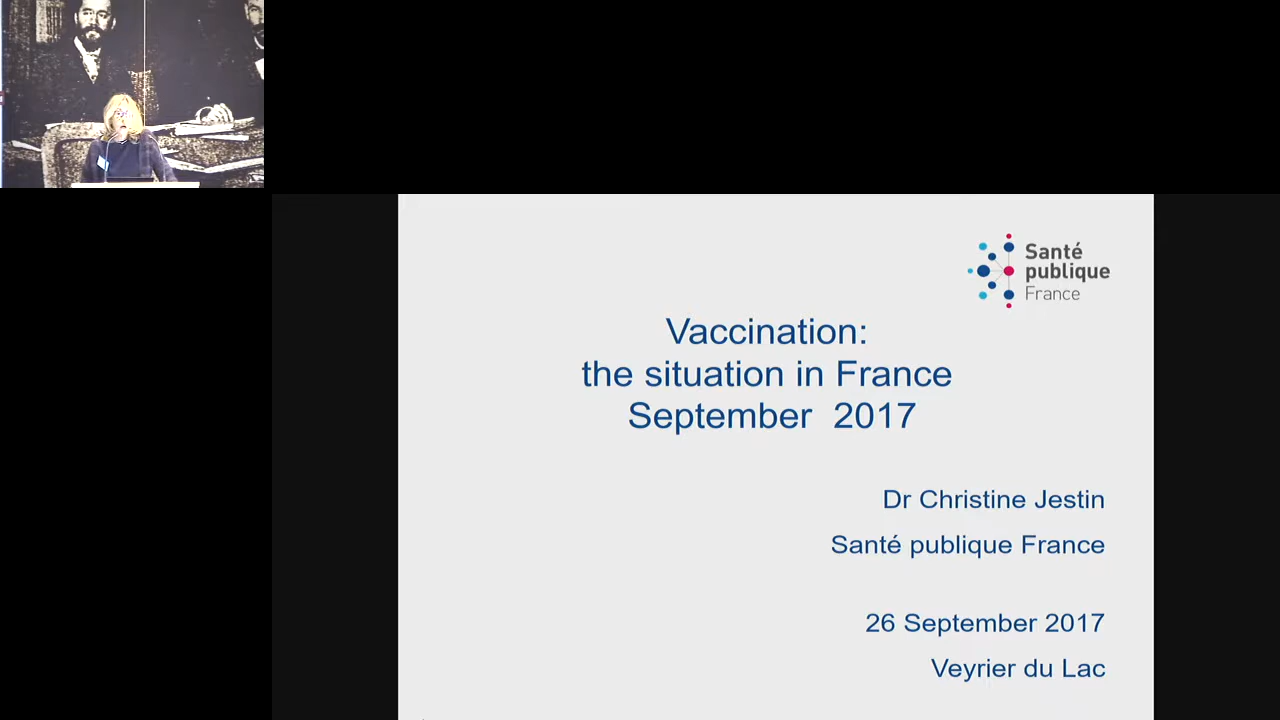 Santé
publique
France
Vaccination:
the situation in France
September 2017
Dr Christine Jestin
Santé publique France
26 September 2017
Veyrier du Lac